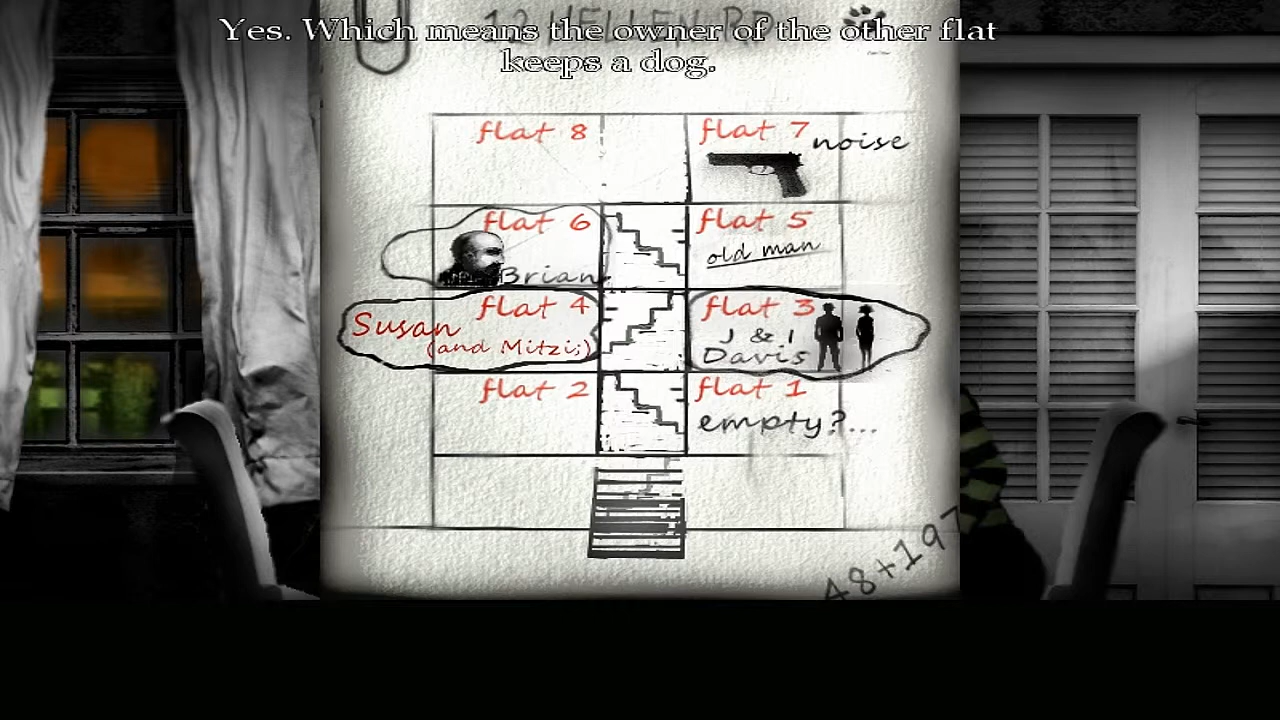 Yes. Which means the owner of the other flat
keeps a dog.
flat 8
flat 7
noise
flat 6
Brian
flat 5
old man
flat 4
Susan
(and Mitzi;)
flat 3
J & I
Davis
flat 2
flat 1
empty?...
48+197